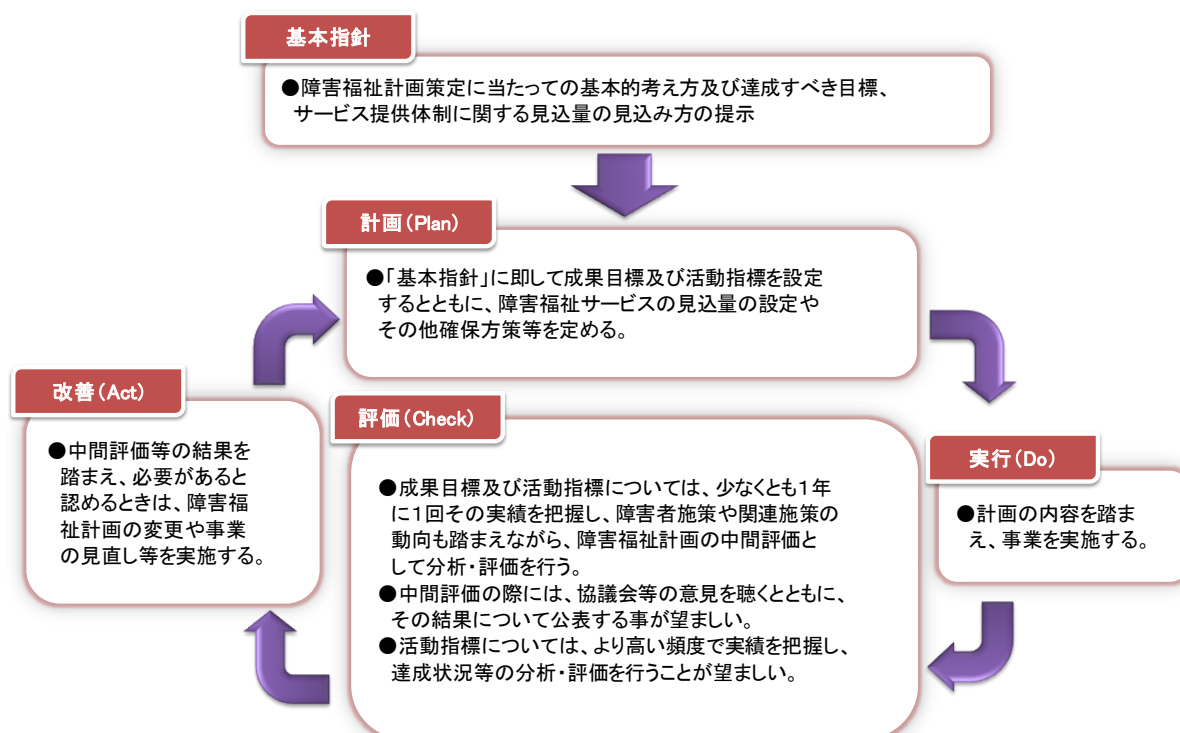 基本指針
●障害福祉計画策定に当たっての基本的考え方及び達成すべき目標、
サービス提供体制に関する見込量の見込み方の提示
計画(Plan)
●「基本指針」に即して成果目標及び活動指標を設定
するとともに、障害福祉サービスの見込量の設定や
その他確保方策等を定める。
実行(Do)
●計画の内容を踏ま
え、事業を実施する。
評価(Check)
●成果目標及び活動指標については、少なくとも1年
に1回その実績を把握し、障害者施策や関連施策の
動向も踏まえながら、障害福祉計画の中間評価と
して分析・評価を行う。
●中間評価の際には、協議会等の意見を聴くとともに、
その結果について公表する事が望ましい。
●活動指標については、より高い頻度で実績を把握し、
達成状況等の分析・評価を行うことが望ましい。
改善(Act)
●中間評価等の結果を
踏まえ、必要があると
認めるときは、障害福
祉計画の変更や事業
の見直し等を実施する。